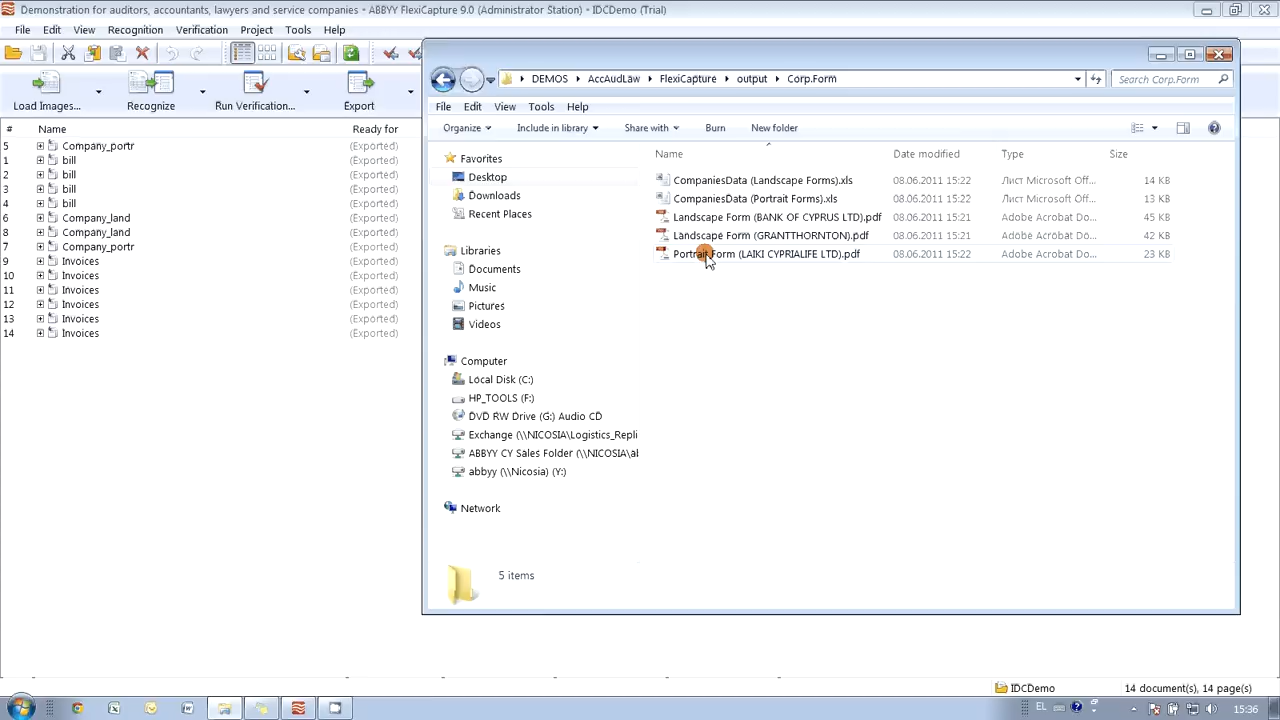 Demonstration for auditors, accountants, lawyers and service companies - ABBYY FlexiCapture 9.0 (Administrator Station) - IDCDemo (Trial)
File Edit View Recognition Verification Project Tools Help
Load Images... Recognize Run Verification... Export
# Name Ready for
5 Company_portr (Exported)
1 bill (Exported)
2 bill (Exported)
3 bill (Exported)
4 bill (Exported)
6 Company_land (Exported)
8 Company_land (Exported)
7 Company_portr (Exported)
9 Invoices (Exported)
10 Invoices (Exported)
11 Invoices (Exported)
12 Invoices (Exported)
13 Invoices (Exported)
14 Invoices (Exported)
DEMOS AccAudLaw FlexiCapture output Corp.Form Search Corp.Form
File Edit View Tools Help
Organize Include in library Share with Burn New folder
Favorites
Desktop
Downloads
Recent Places
Libraries
Documents
Music
Pictures
Videos
Computer
Local Disk (C:)
HP_TOOLS (F:)
DVD RW Drive (G:) Audio CD
Exchange (\\NICOSIA\Logistics_Repli
ABBYY CY Sales Folder (\\NICOSIA\al
abbyy (\\Nicosia) (Y:)
Network
Name Date modified Type Size
CompaniesData (Landscape Forms).xls 08.06.2011 15:22 Лист Microsoft Off... 14 KB
CompaniesData (Portrait Forms).xls 08.06.2011 15:22 Лист Microsoft Off... 13 KB
Landscape Form (BANK OF CYPRUS LTD).pdf 08.06.2011 15:21 Adobe Acrobat Do... 45 KB
Landscape Form (GRANTTHORNTON).pdf 08.06.2011 15:21 Adobe Acrobat Do... 42 KB
Portrait Form (LAIKI CYPRIALIFE LTD).pdf 08.06.2011 15:22 Adobe Acrobat Do... 23 KB
5 items
IDCDemo 14 document(s), 14 page(s)
EL 15:36